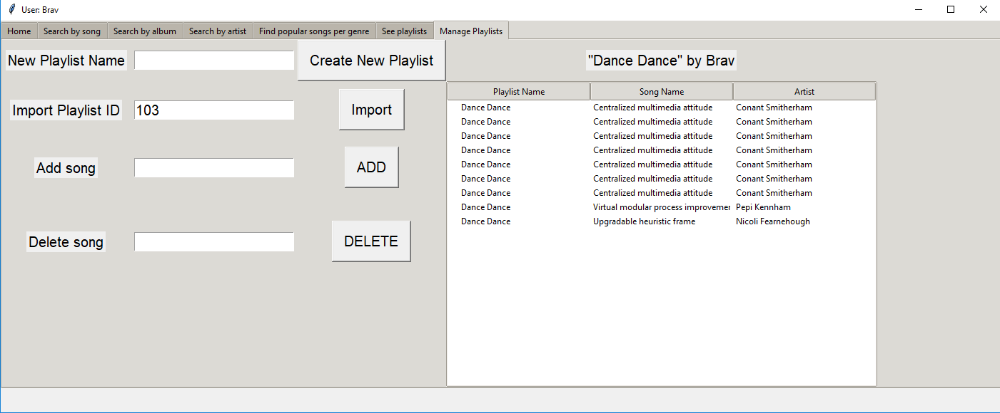 User: Brav
Home Search by song Search by album Search by artist Find popular songs per genre See playlists Manage Playlists
New Playlist Name Create New Playlist
"Dance Dance" by Brav
Import Playlist ID 103 Import
Add song ADD
Delete song DELETE
Playlist Name Song Name Artist
Dance Dance Centralized multimedia attitude Conant Smitherham
Dance Dance Centralized multimedia attitude Conant Smitherham
Dance Dance Centralized multimedia attitude Conant Smitherham
Dance Dance Centralized multimedia attitude Conant Smitherham
Dance Dance Centralized multimedia attitude Conant Smitherham
Dance Dance Centralized multimedia attitude Conant Smitherham
Dance Dance Centralized multimedia attitude Conant Smitherham
Dance Dance Virtual modular process improvemer Pepi Kennham
Dance Dance Upgradable heuristic frame Nicoli Fearnehough